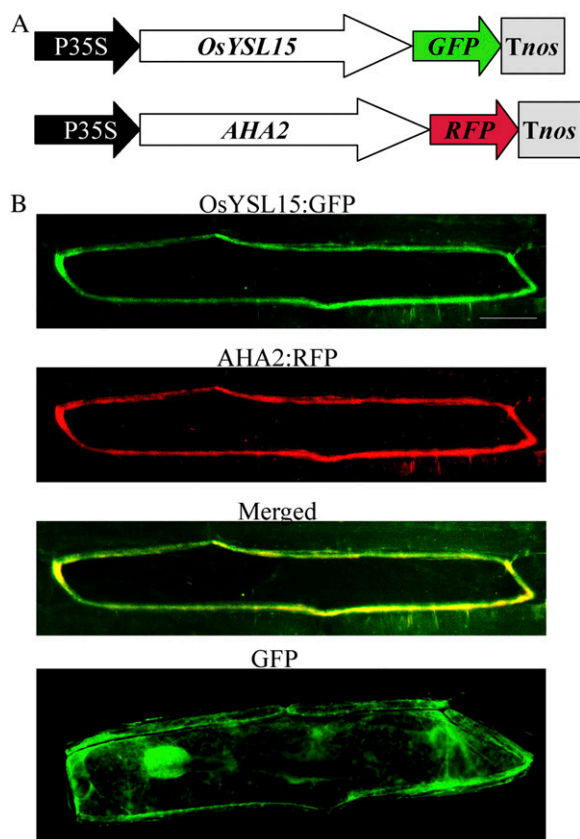 A
P35S OsYSL15 GFP Tnos
P35S AHA2 RFP Tnos
B
OsYSL15:GFP
AHA2:RFP
Merged
GFP